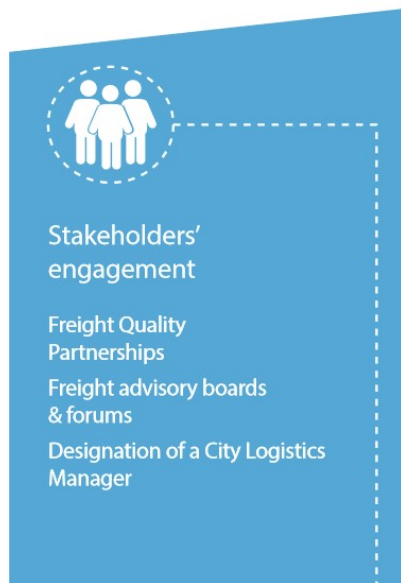 Stakeholders’
engagement
Freight Quality
Partnerships
Freight advisory boards
& forums
Designation of a City Logistics
Manager